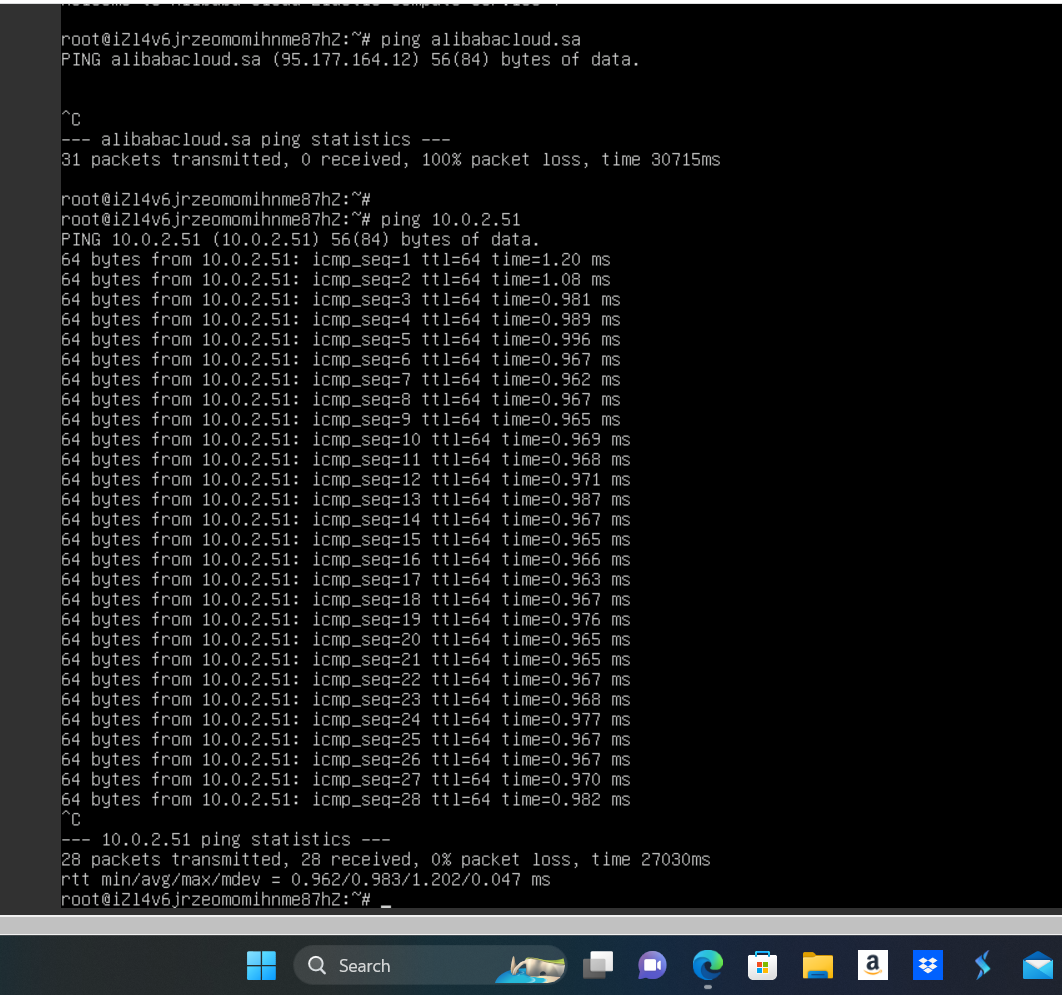 root@iZl4v6jrzeomomihnme87hZ:~# ping alibabacloud.sa
PING alibabacloud.sa (95.177.164.12) 56(84) bytes of data.
^C
--- alibabacloud.sa ping statistics ---
31 packets transmitted, 0 received, 100% packet loss, time 30715ms
root@iZl4v6jrzeomomihnme87hZ:~#
root@iZl4v6jrzeomomihnme87hZ:~# ping 10.0.2.51
PING 10.0.2.51 (10.0.2.51) 56(84) bytes of data.
64 bytes from 10.0.2.51: icmp_seq=1 ttl=64 time=1.20 ms
64 bytes from 10.0.2.51: icmp_seq=2 ttl=64 time=1.08 ms
64 bytes from 10.0.2.51: icmp_seq=3 ttl=64 time=0.981 ms
64 bytes from 10.0.2.51: icmp_seq=4 ttl=64 time=0.989 ms
64 bytes from 10.0.2.51: icmp_seq=5 ttl=64 time=0.996 ms
64 bytes from 10.0.2.51: icmp_seq=6 ttl=64 time=0.967 ms
64 bytes from 10.0.2.51: icmp_seq=7 ttl=64 time=0.962 ms
64 bytes from 10.0.2.51: icmp_seq=8 ttl=64 time=0.967 ms
64 bytes from 10.0.2.51: icmp_seq=9 ttl=64 time=0.965 ms
64 bytes from 10.0.2.51: icmp_seq=10 ttl=64 time=0.969 ms
64 bytes from 10.0.2.51: icmp_seq=11 ttl=64 time=0.968 ms
64 bytes from 10.0.2.51: icmp_seq=12 ttl=64 time=0.971 ms
64 bytes from 10.0.2.51: icmp_seq=13 ttl=64 time=0.987 ms
64 bytes from 10.0.2.51: icmp_seq=14 ttl=64 time=0.967 ms
64 bytes from 10.0.2.51: icmp_seq=15 ttl=64 time=0.965 ms
64 bytes from 10.0.2.51: icmp_seq=16 ttl=64 time=0.966 ms
64 bytes from 10.0.2.51: icmp_seq=17 ttl=64 time=0.963 ms
64 bytes from 10.0.2.51: icmp_seq=18 ttl=64 time=0.967 ms
64 bytes from 10.0.2.51: icmp_seq=19 ttl=64 time=0.976 ms
64 bytes from 10.0.2.51: icmp_seq=20 ttl=64 time=0.965 ms
64 bytes from 10.0.2.51: icmp_seq=21 ttl=64 time=0.965 ms
64 bytes from 10.0.2.51: icmp_seq=22 ttl=64 time=0.967 ms
64 bytes from 10.0.2.51: icmp_seq=23 ttl=64 time=0.968 ms
64 bytes from 10.0.2.51: icmp_seq=24 ttl=64 time=0.977 ms
64 bytes from 10.0.2.51: icmp_seq=25 ttl=64 time=0.967 ms
64 bytes from 10.0.2.51: icmp_seq=26 ttl=64 time=0.967 ms
64 bytes from 10.0.2.51: icmp_seq=27 ttl=64 time=0.970 ms
64 bytes from 10.0.2.51: icmp_seq=28 ttl=64 time=0.982 ms
^C
--- 10.0.2.51 ping statistics ---
28 packets transmitted, 28 received, 0% packet loss, time 27030ms
rtt min/avg/max/mdev = 0.962/0.983/1.202/0.047 ms
root@iZl4v6jrzeomomihnme87hZ:~# _
Search
a